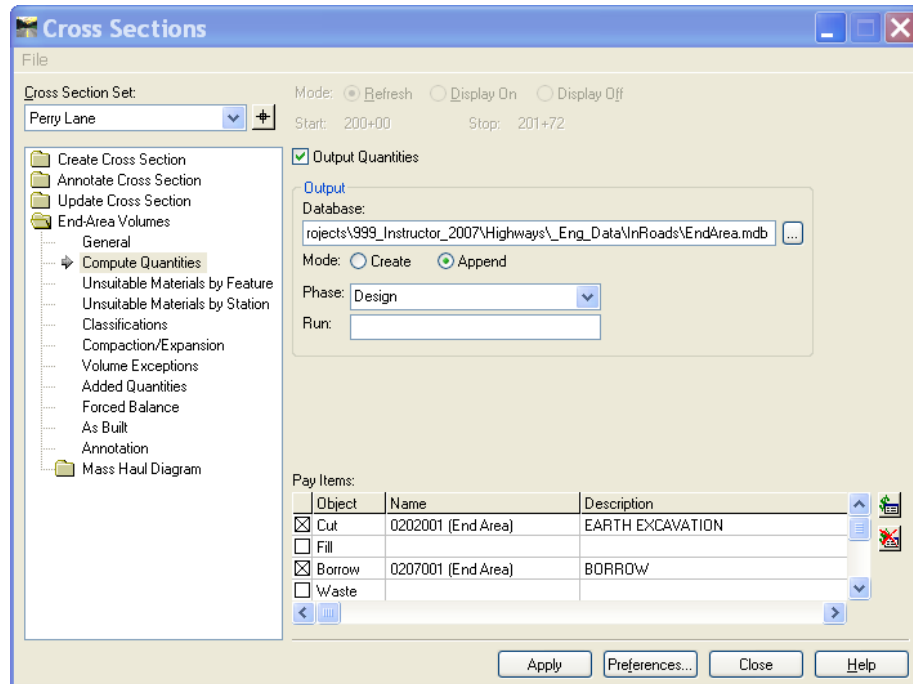 Cross Sections
File
Cross Section Set:
Perry Lane
Mode: Refresh Display On Display Off
Start: 200+00 Stop: 201+72
Create Cross Section
Annotate Cross Section
Update Cross Section
End-Area Volumes
General
Compute Quantities
Unsuitable Materials by Feature
Unsuitable Materials by Station
Classifications
Compaction/Expansion
Volume Exceptions
Added Quantities
Forced Balance
As Built
Annotation
Mass Haul Diagram
Output Quantities
Output
Database:
rojects\999_Instructor_2007\Highways\_Eng_Data\InRoads\EndArea.mdb ...
Mode: Create Append
Phase: Design
Run:
Pay Items:
Object Name Description
Cut 0202001 (End Area) EARTH EXCAVATION
Fill
Borrow 0207001 (End Area) BORROW
Waste
Apply Preferences... Close Help